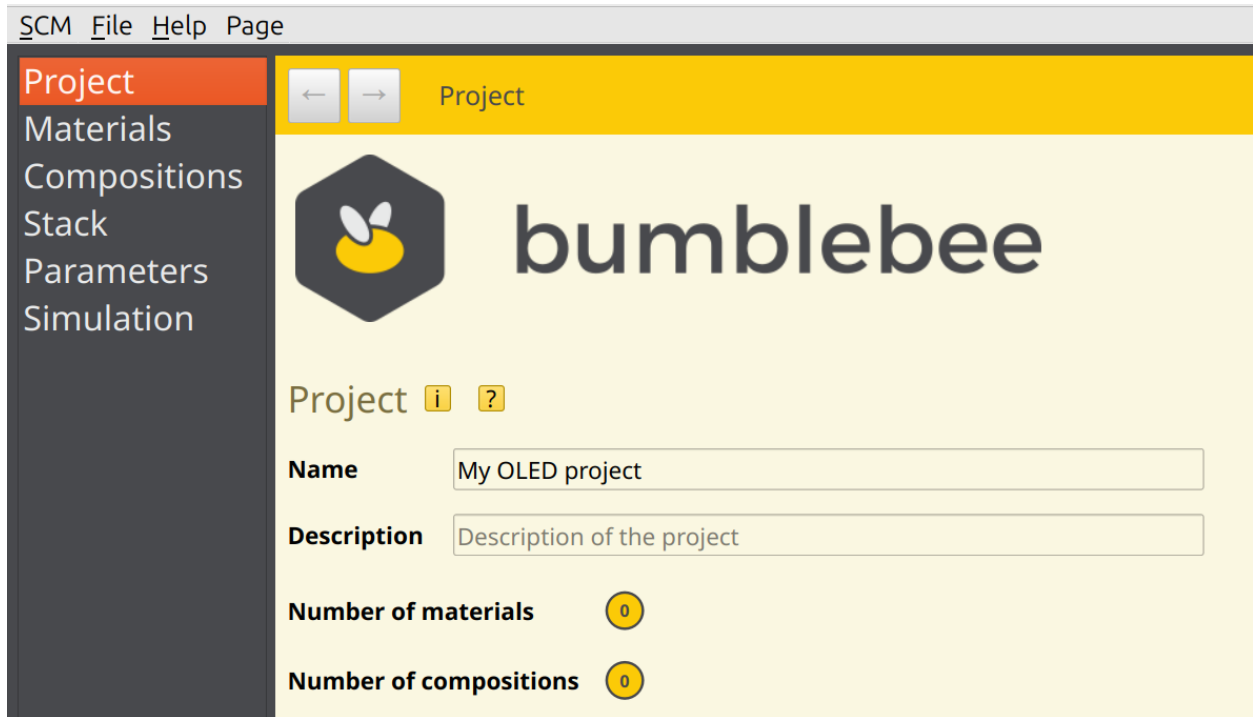 SCM File Help Page
Project
Materials
Compositions
Stack
Parameters
Simulation
← → Project
bumblebee
Project i ?
Name My OLED project
Description Description of the project
Number of materials 0
Number of compositions 0